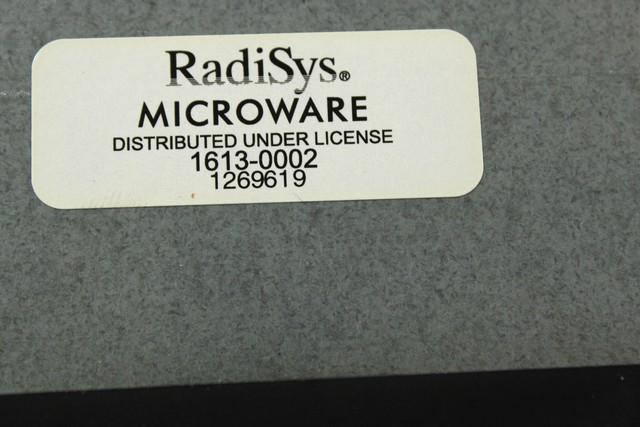 RadiSys®
MICROWARE
DISTRIBUTED UNDER LICENSE
1613-0002
1269619